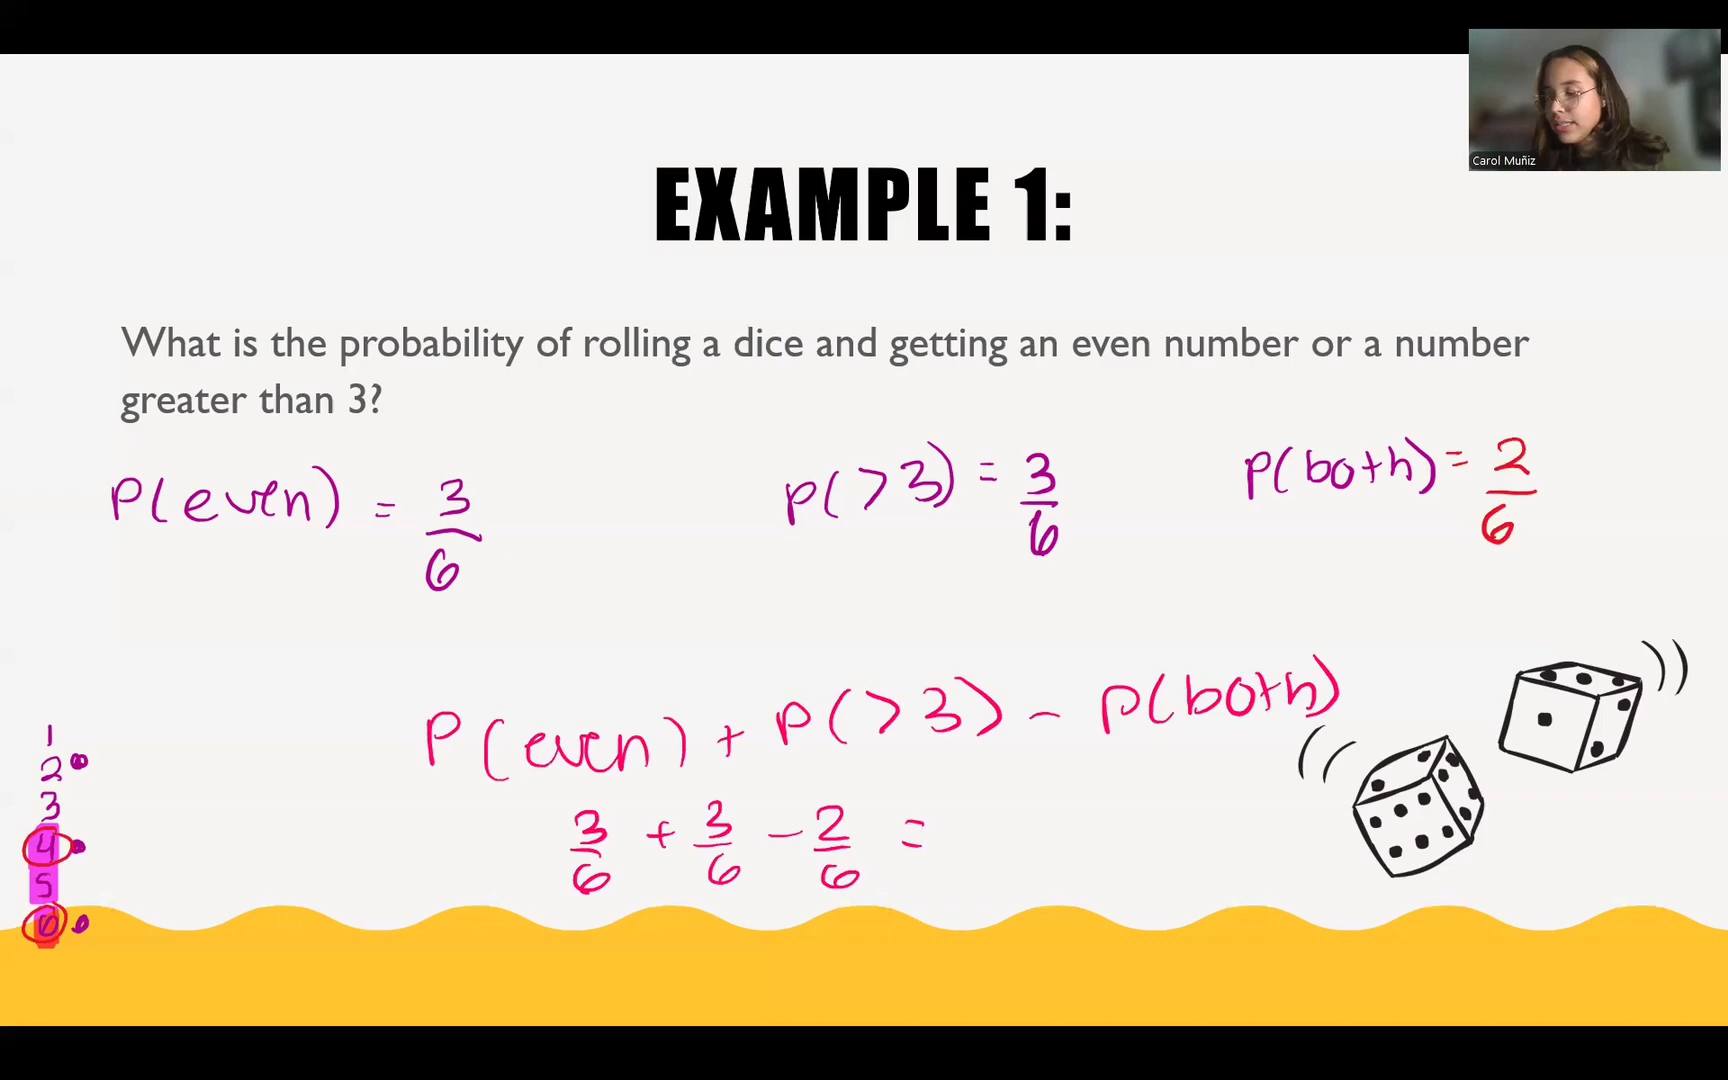 Carol Muñiz
EXAMPLE 1:
What is the probability of rolling a dice and getting an even number or a number
greater than 3?
P(even) = 3/6
P(>3) = 3/6
P(both) = 2/6
P(even) + P(>3) - P(both)
3/6 + 3/6 - 2/6 =
1
2
3
4
5
6